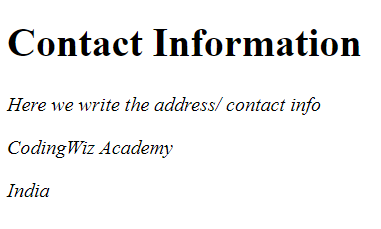 Contact Information
Here we write the address/ contact info
CodingWiz Academy
India